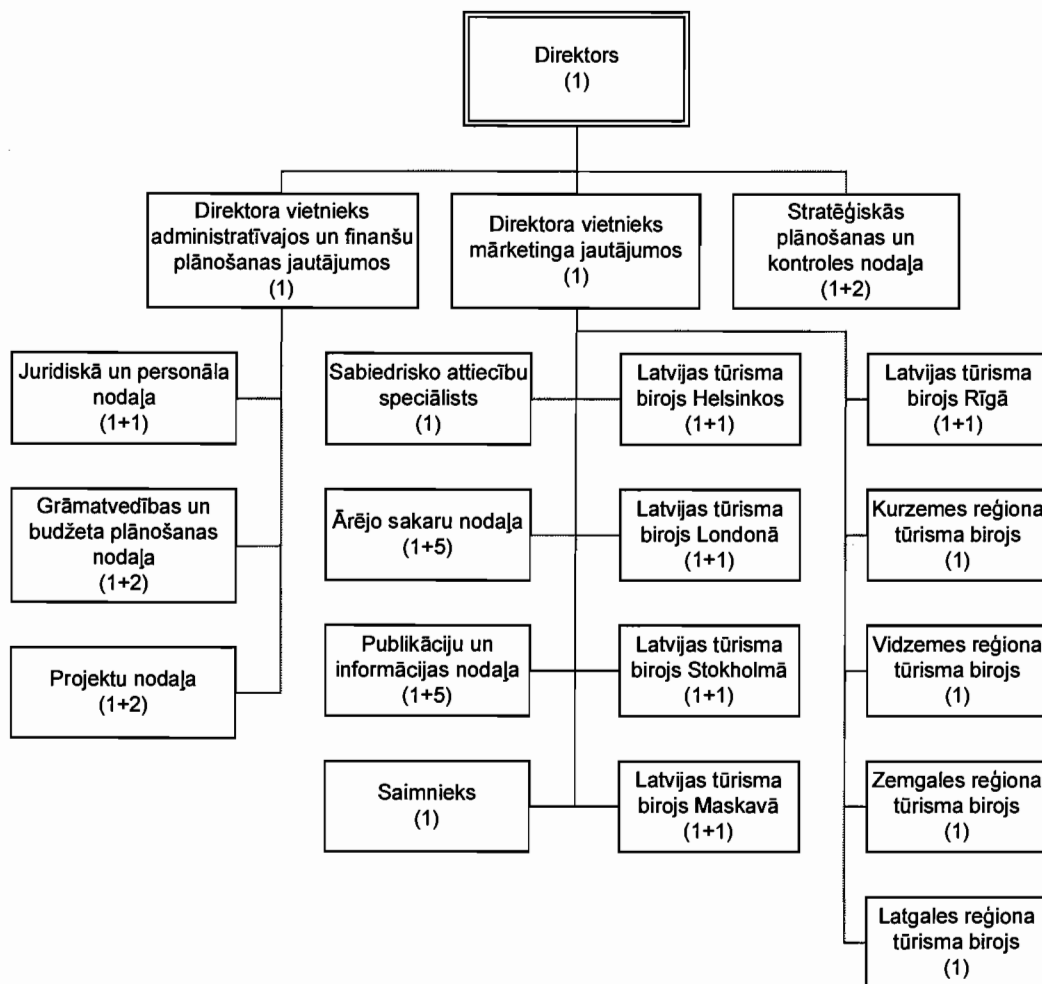 Direktors
(1)
Direktora vietnieks
administratīvajos un finanšu
plānošanas jautājumos
(1)
Direktora vietnieks
mārketinga jautājumos
(1)
Stratēģiskās
plānošanas un
kontroles nodaļa
(1+2)
Juridiskā un personāla
nodaļa
(1+1)
Grāmatvedības un
budžeta plānošanas
nodaļa
(1+2)
Projektu nodaļa
(1+2)
Sabiedrisko attiecību
speciālists
(1)
Ārējo sakaru nodaļa
(1+5)
Publikāciju un
informācijas nodaļa
(1+5)
Saimnieks
(1)
Latvijas tūrisma
birojs Helsinkos
(1+1)
Latvijas tūrisma
birojs Londonā
(1+1)
Latvijas tūrisma
birojs Stokholmā
(1+1)
Latvijas tūrisma
birojs Maskavā
(1+1)
Latvijas tūrisma
birojs Rīgā
(1+1)
Kurzemes reģiona
tūrisma birojs
(1)
Vidzemes reģiona
tūrisma birojs
(1)
Zemgales reģiona
tūrisma birojs
(1)
Latgales reģiona
tūrisma birojs
(1)